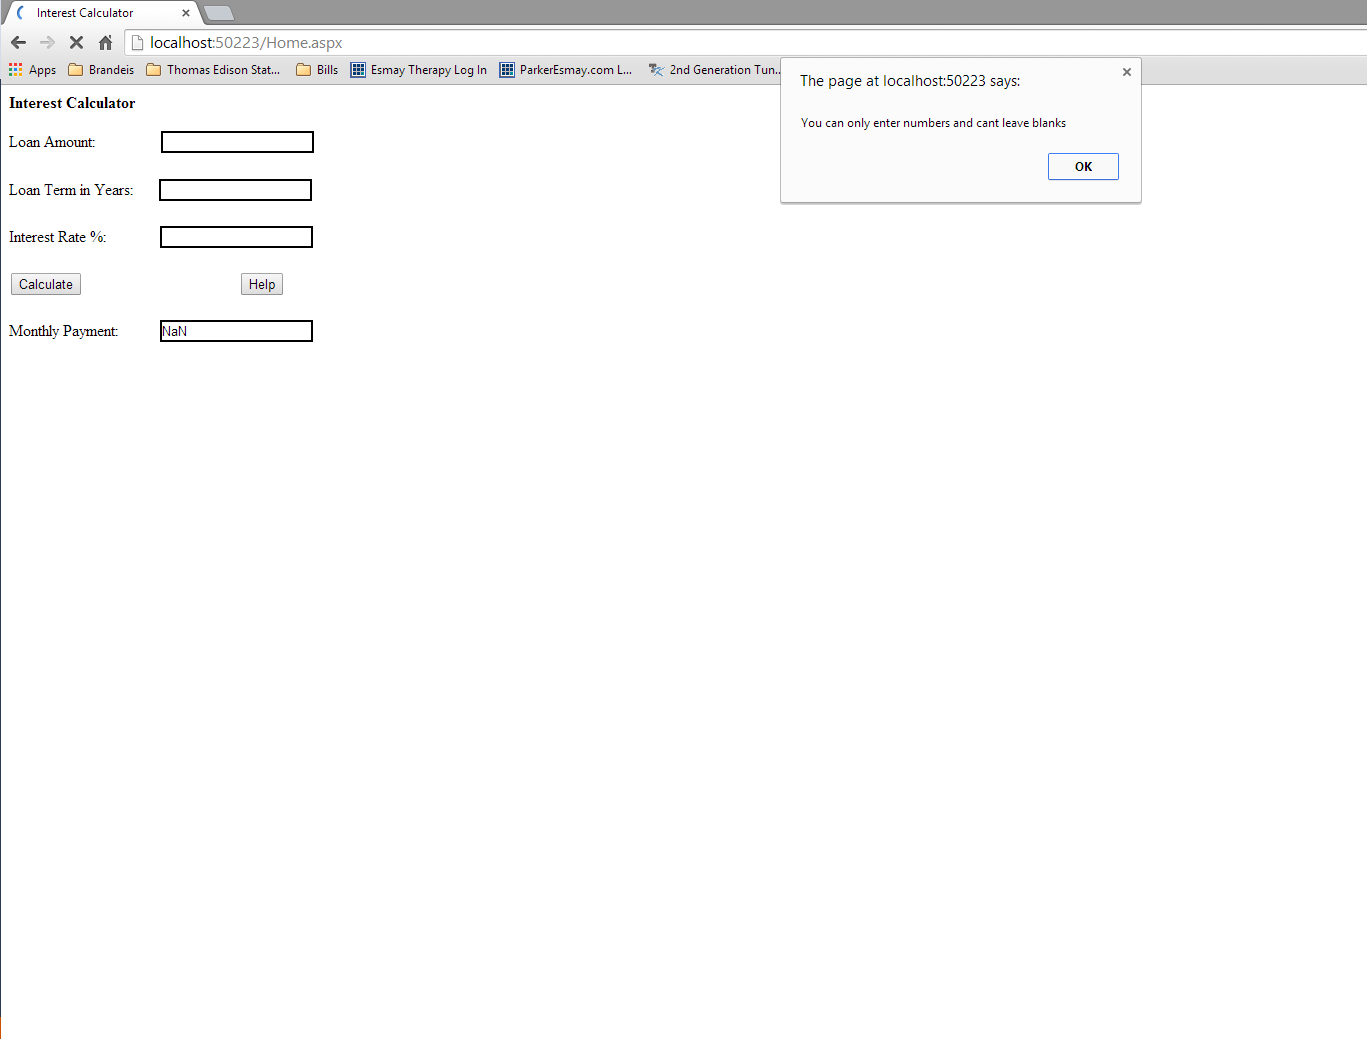 Interest Calculator
localhost:50223/Home.aspx
Apps Brandeis Thomas Edison Stat... Bills Esmay Therapy Log In ParkerEsmay.com L... 2nd Generation Tun...
The page at localhost:50223 says:
You can only enter numbers and cant leave blanks
OK
Interest Calculator
Loan Amount:
Loan Term in Years:
Interest Rate %:
Calculate Help
Monthly Payment: NaN